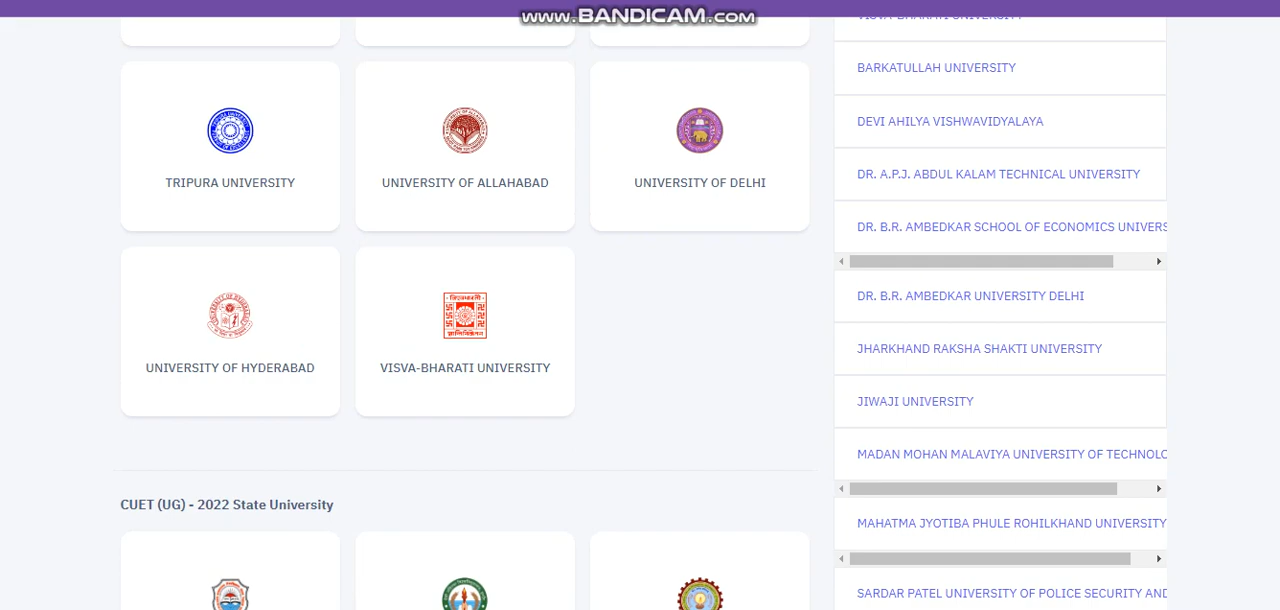 www.BANDICAM.com
VISVA-BHARATI UNIVERSITY
TRIPURA UNIVERSITY
UNIVERSITY OF ALLAHABAD
UNIVERSITY OF DELHI
UNIVERSITY OF HYDERABAD
VISVA-BHARATI UNIVERSITY
CUET (UG) - 2022 State University
BARKATULLAH UNIVERSITY
DEVI AHILYA VISHWAVIDYALAYA
DR. A.P.J. ABDUL KALAM TECHNICAL UNIVERSITY
DR. B.R. AMBEDKAR SCHOOL OF ECONOMICS UNIVERS
DR. B.R. AMBEDKAR UNIVERSITY DELHI
JHARKHAND RAKSHA SHAKTI UNIVERSITY
JIWAJI UNIVERSITY
MADAN MOHAN MALAVIYA UNIVERSITY OF TECHNOLO
MAHATMA JYOTIBA PHULE ROHILKHAND UNIVERSITY
SARDAR PATEL UNIVERSITY OF POLICE SECURITY AND